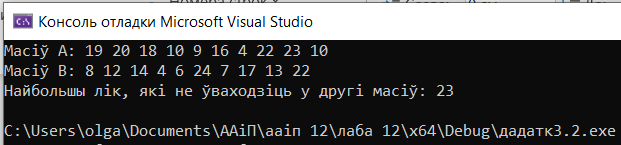 Консоль отладки Microsoft Visual Studio
Масіў A: 19 20 18 10 9 16 4 22 23 10
Масіў B: 8 12 14 4 6 24 7 17 13 22
Найбольшы лік, які не ўваходзіць у другі масіў: 23
C:\Users\olga\Documents\ААіП\ааіп 12\лаба 12\x64\Debug\дадатк3.2.exe